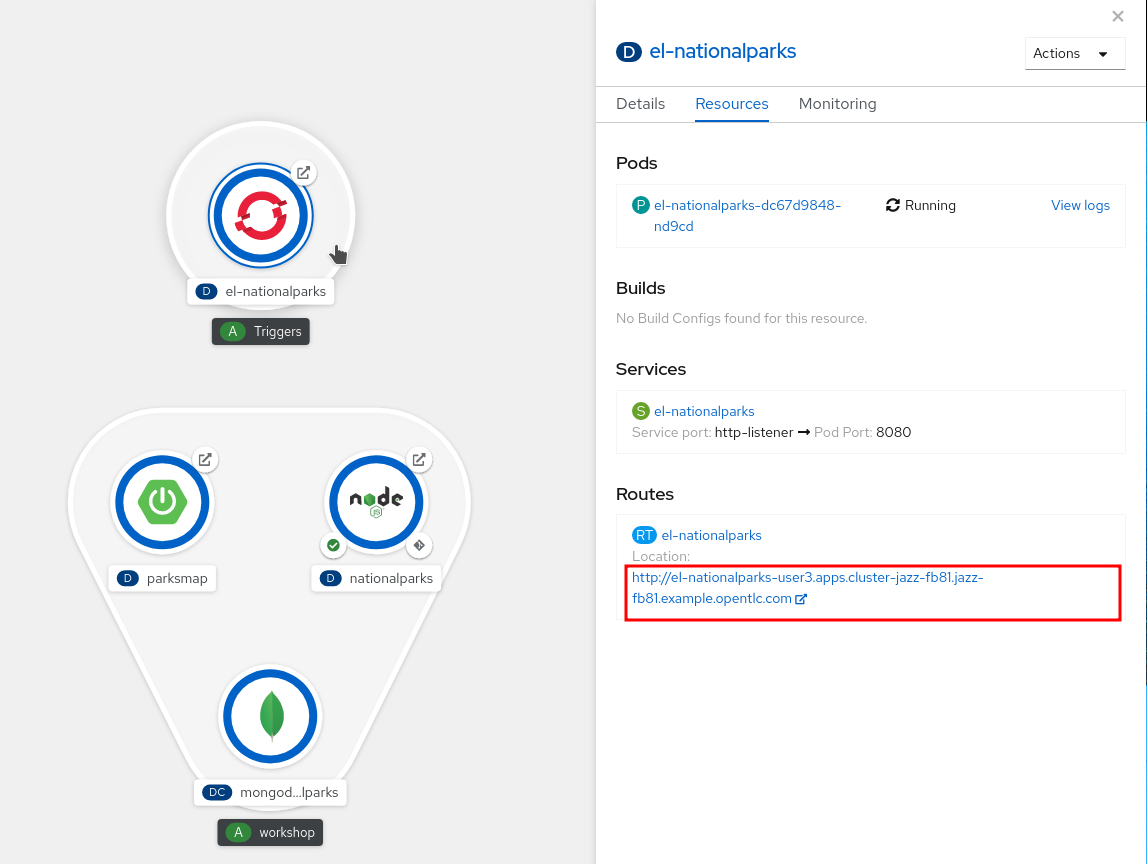 D el-nationalparks
A Triggers
D parksmap
node
JS
D nationalparks
DC mongod...lparks
A workshop
D el-nationalparks
Actions
Details Resources Monitoring
Pods
P el-nationalparks-dc67d9848-
nd9cd
Running
View logs
Builds
No Build Configs found for this resource.
Services
S el-nationalparks
Service port: http-listener → Pod Port: 8080
Routes
RT el-nationalparks
Location:
http://el-nationalparks-user3.apps.cluster-jazz-fb81.jazz-
fb81.example.opentlc.com